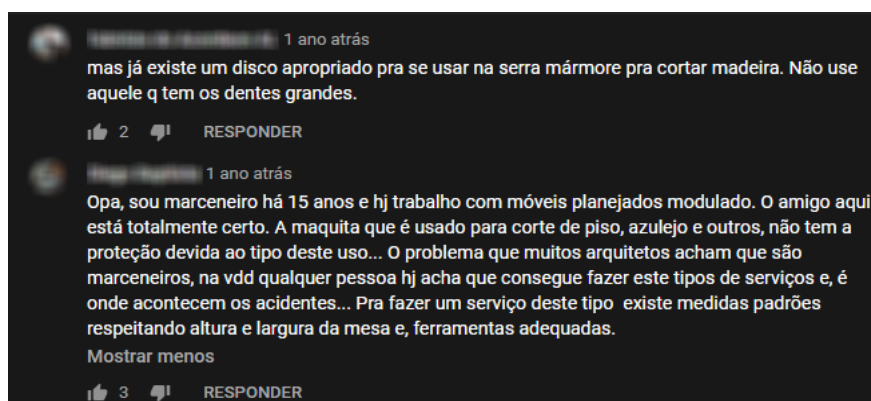 1 ano atrás
mas já existe um disco apropriado pra se usar na serra mármore pra cortar madeira. Não use
aquele q tem os dentes grandes.
2 RESPONDER
1 ano atrás
Opa, sou marceneiro há 15 anos e hj trabalho com móveis planejados modulado. O amigo aqui
está totalmente certo. A maquita que é usado para corte de piso, azulejo e outros, não tem a
proteção devida ao tipo deste uso... O problema que muitos arquitetos acham que são
marceneiros, na vdd qualquer pessoa hj acha que consegue fazer este tipos de serviços e, é
onde acontecem os acidentes... Pra fazer um serviço deste tipo existe medidas padrões
respeitando altura e largura da mesa e, ferramentas adequadas.
Mostrar menos
3 RESPONDER